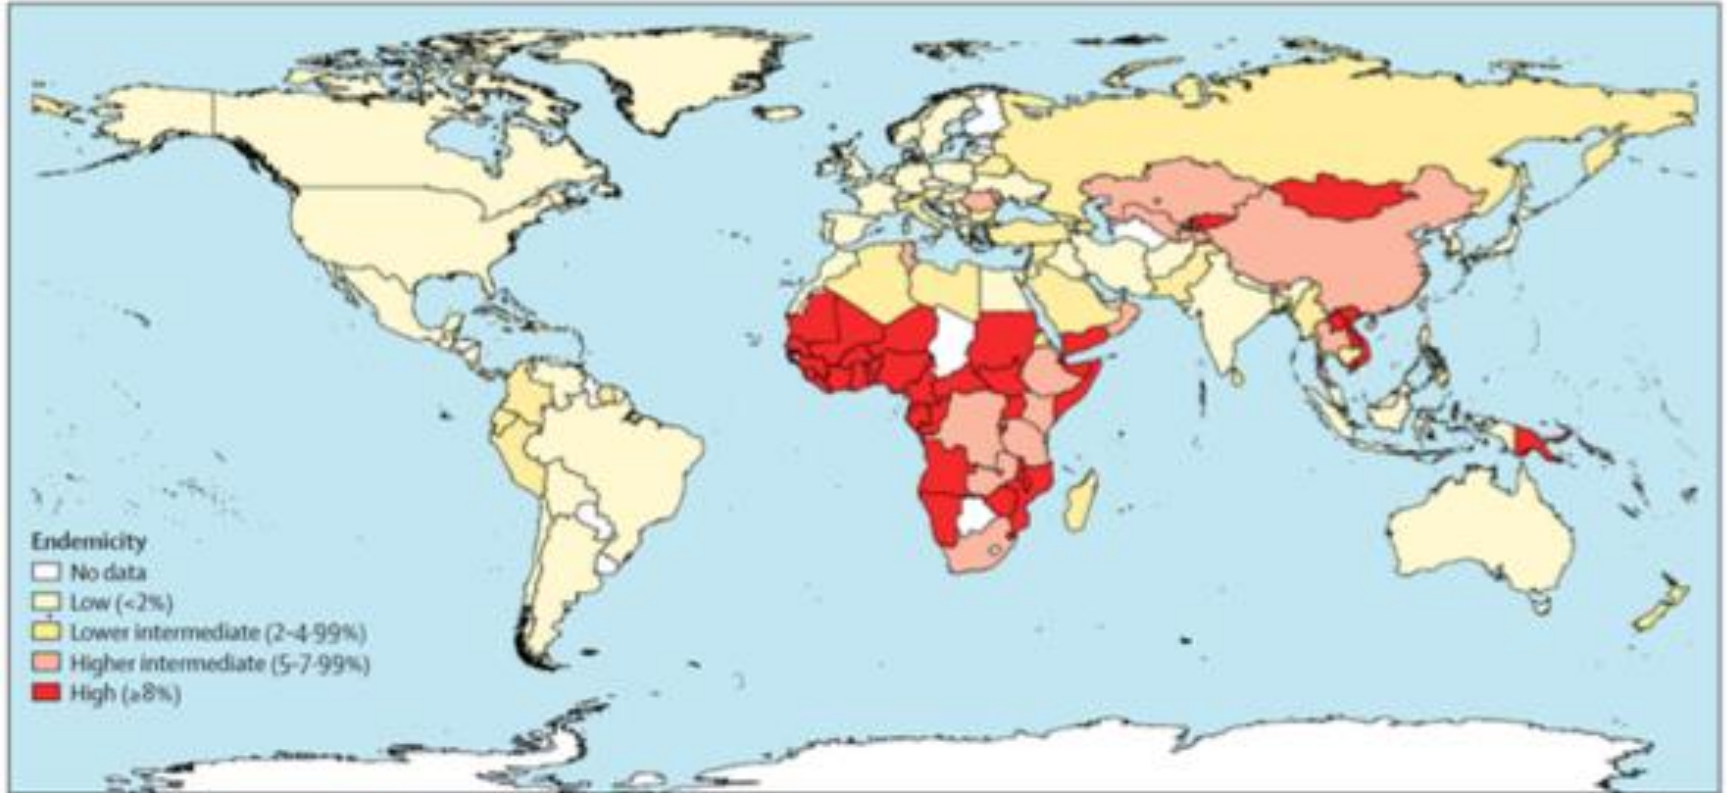 Endemicity
No data
Low (<2%)
Lower intermediate (2-4·99%)
Higher intermediate (5-7·99%)
High (≥8%)